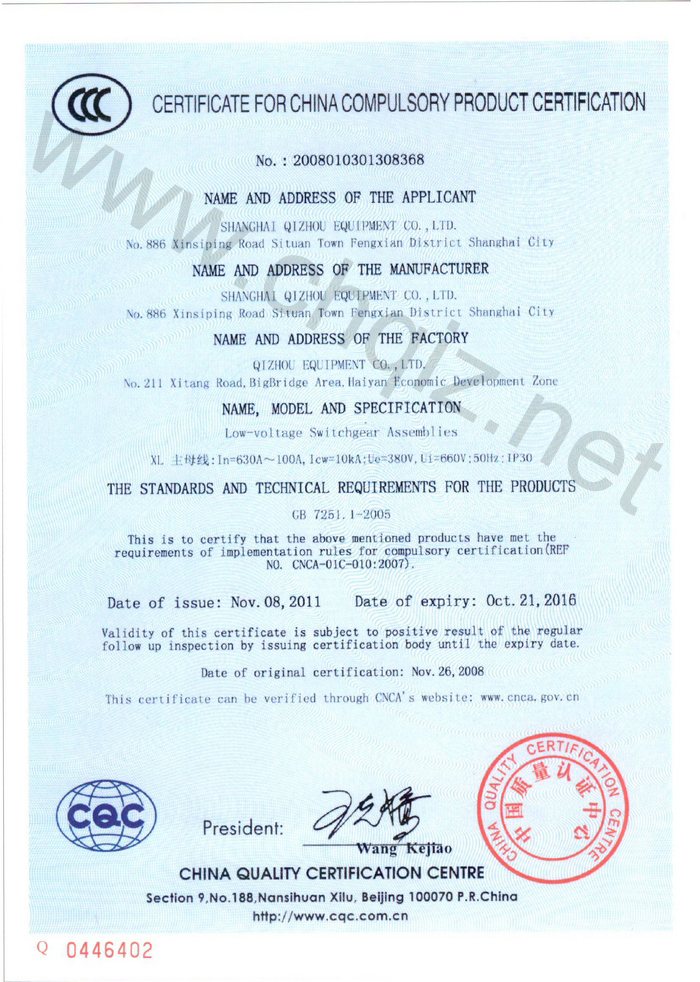 CCC
CERTIFICATE FOR CHINA COMPULSORY PRODUCT CERTIFICATION
No. : 2008010301308368
NAME AND ADDRESS OF THE APPLICANT
SHANGHAI QIZHOU EQUIPMENT CO. , LTD.
No. 886 Xinsiping Road Situan Town Fengxian District Shanghai City
NAME AND ADDRESS OF THE MANUFACTURER
SHANGHAI QIZHOU EQUIPMENT CO. , LTD.
No. 886 Xinsiping Road Situan Town Fengxian District Shanghai City
NAME AND ADDRESS OF THE FACTORY
QIZHOU EQUIPMENT CO. , LTD.
No. 211 Xitang Road, BigBridge Area, Haiyan Economic Development Zone
NAME, MODEL AND SPECIFICATION
Low-voltage Switchgear Assemblies
XL 主母线:In=630A～100A, Icw=10kA;Ue=380V, Ui=660V;50Hz;IP30
THE STANDARDS AND TECHNICAL REQUIREMENTS FOR THE PRODUCTS
GB 7251. 1-2005
This is to certify that the above mentioned products have met the
requirements of implementation rules for compulsory certification(REF
NO. CNCA-01C-010:2007).
Date of issue: Nov. 08, 2011 Date of expiry: Oct. 21, 2016
Validity of this certificate is subject to positive result of the regular
follow up inspection by issuing certification body until the expiry date.
Date of original certification: Nov. 26, 2008
This certificate can be verified through CNCA's website: www.cnca.gov.cn
www.chqiz.net
CQC
President:
Wang Kejiao
CHINA QUALITY CERTIFICATION CENTRE
中国质量认证中心
CHINA QUALITY CERTIFICATION CENTRE
Section 9,No.188,Nansihuan Xilu, Beijing 100070 P.R.China
http://www.cqc.com.cn
Q 0446402